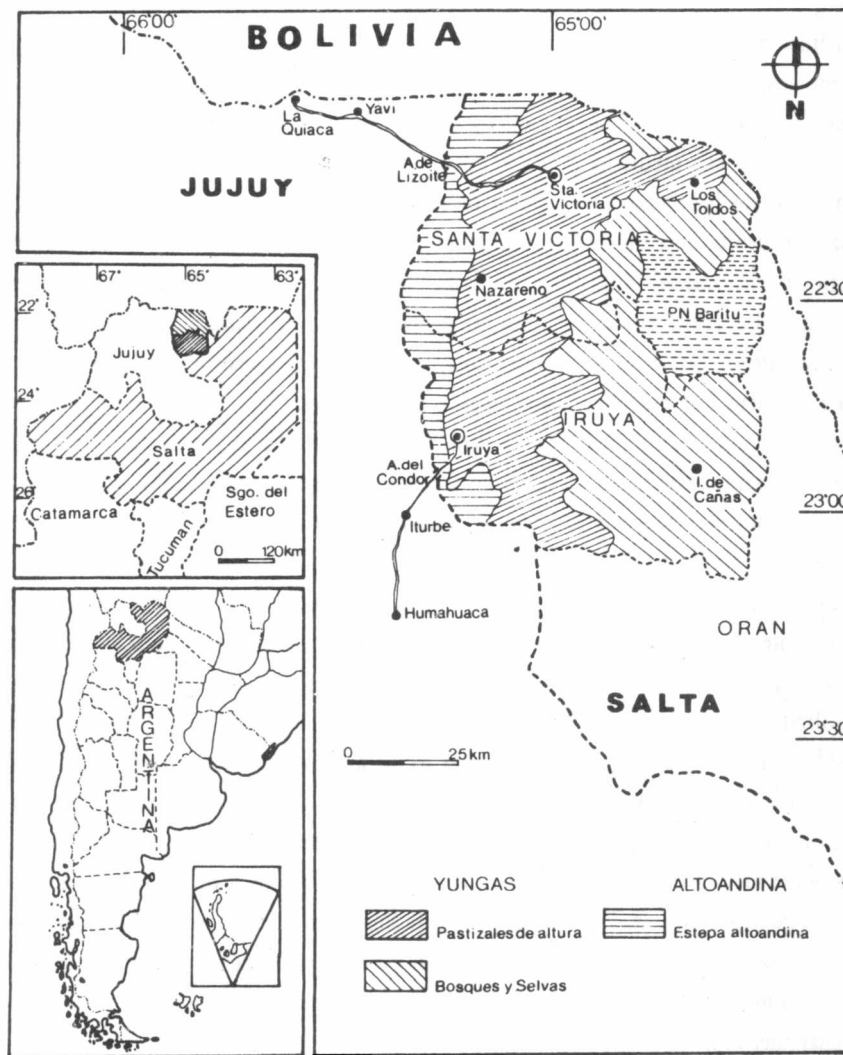 66°00'
65°00'
BOLIVIA
N
La Quiaca
Yavi
A. de Lizoite
Sta. Victoria
Los Toldos
JUJUY
SANTA VICTORIA
Nazareno
22°30
PN Baritu
IRUYA
Iruya
A. del Condor
I. de Cañas
Iturbe
23°00
Humahuaca
ORAN
SALTA
23°30
0 25 km
67°
65°
63°
22°
Jujuy
24°
Salta
26°
Catamarca
Sgo. del Estero
Tucuman
0 120km
ARGENTINA
YUNGAS
ALTOANDINA
Pastizales de altura
Estepa altoandina
Bosques y Selvas